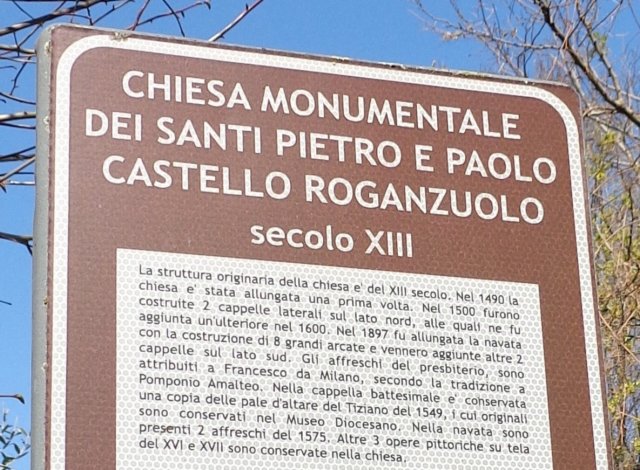 CHIESA MONUMENTALE
DEI SANTI PIETRO E PAOLO
CASTELLO ROGANZUOLO
secolo XIII
La struttura originaria della chiesa e' del XIII secolo. Nel 1490 la
chiesa e' stata allungata una prima volta. Nel 1500 furono
costruite 2 cappelle laterali sul lato nord, alle quali ne fu
aggiunta un'ulteriore nel 1600. Nel 1897 fu allungata la navata
con la costruzione di 8 grandi arcate e vennero aggiunte altre 2
cappelle sul lato sud. Gli affreschi del presbiterio, sono
attribuiti a Francesco da Milano, secondo la tradizione a
Pomponio Amalteo. Nella cappella battesimale e' conservata
una copia delle pale d'altare del Tiziano del 1549, i cui originali
sono conservati nel Museo Diocesano. Nella navata sono
presenti 2 affreschi del 1575. Altre 3 opere pittoriche su tela
del XVI e XVII sono conservate nella chiesa.